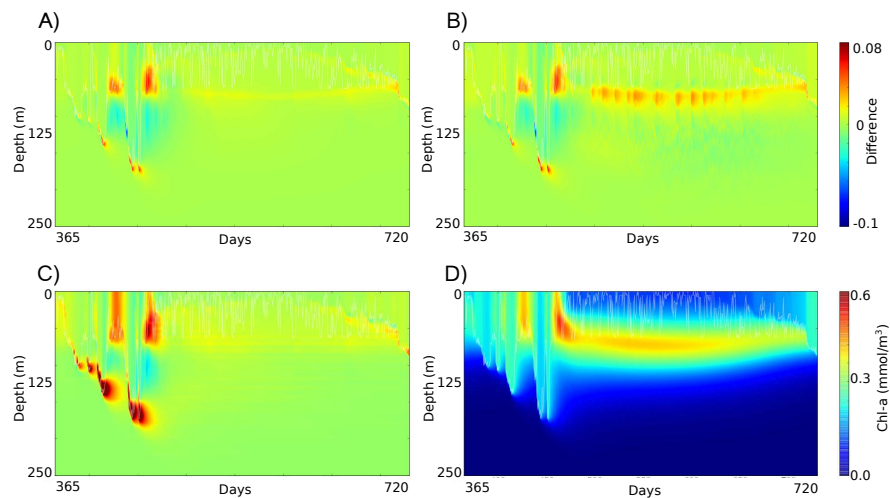 A)
B)
0
125
250
Depth (m)
365
Days
720
0
125
250
Depth (m)
365
Days
720
0.08
0
-0.1
Difference
C)
D)
0
125
250
Depth (m)
365
Days
720
0
125
250
Depth (m)
365
Days
720
0.6
0.3
0.0
Chl-a (mmol/m³)